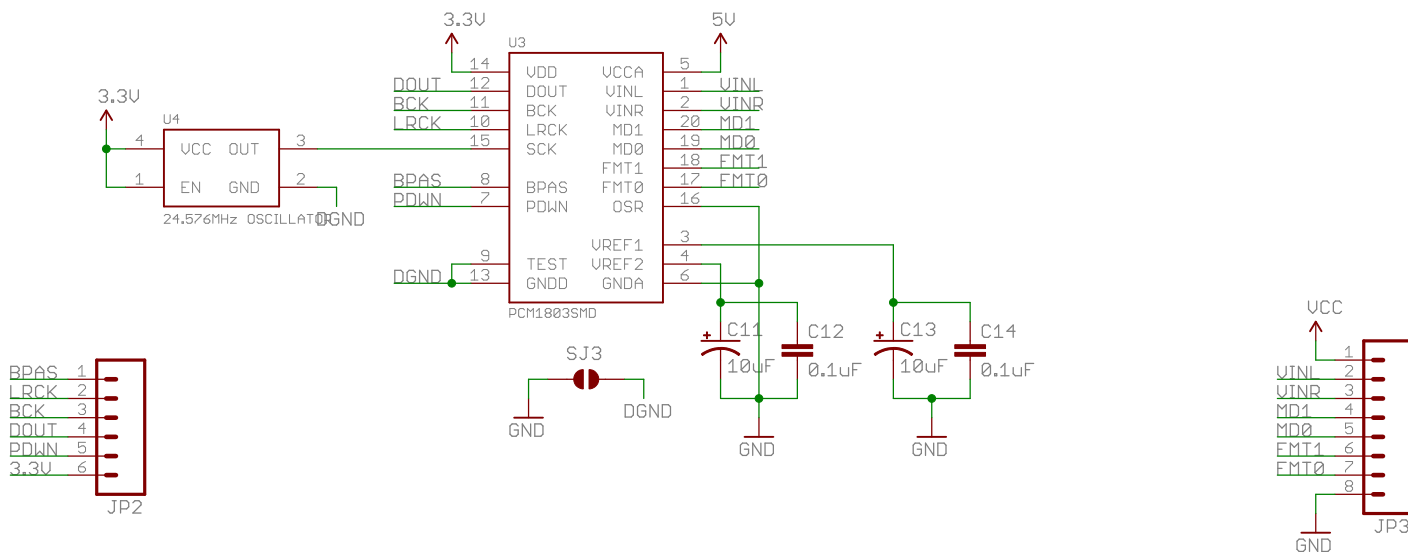 3.3V
U4
4 VCC OUT 3
1 EN GND 2
24.576MHz OSCILLATOR
DGND
3.3V
U3
5V
14 VDD VCCA 5
DOUT 12 DOUT VINL 1 VINL
BCK 11 BCK VINR 2 VINR
LRCK 10 LRCK MD1 20 MD1
15 SCK MD0 19 MD0
FMT1 18 FMT1
BPAS 8 BPAS FMT0 17 FMT0
PDWN 7 PDWN OSR 16
VREF1 3
9 TEST VREF2 4
DGND 13 GNDD GNDA 6
PCM1803SMD
C11
10uF
C12
0.1uF
C13
10uF
C14
0.1uF
GND
GND
SJ3
GND
DGND
BPAS 1
LRCK 2
BCK 3
DOUT 4
PDWN 5
3.3V 6
JP2
VCC
1
VINL 2
VINR 3
MD1 4
MD0 5
FMT1 6
FMT0 7
8
JP3
GND